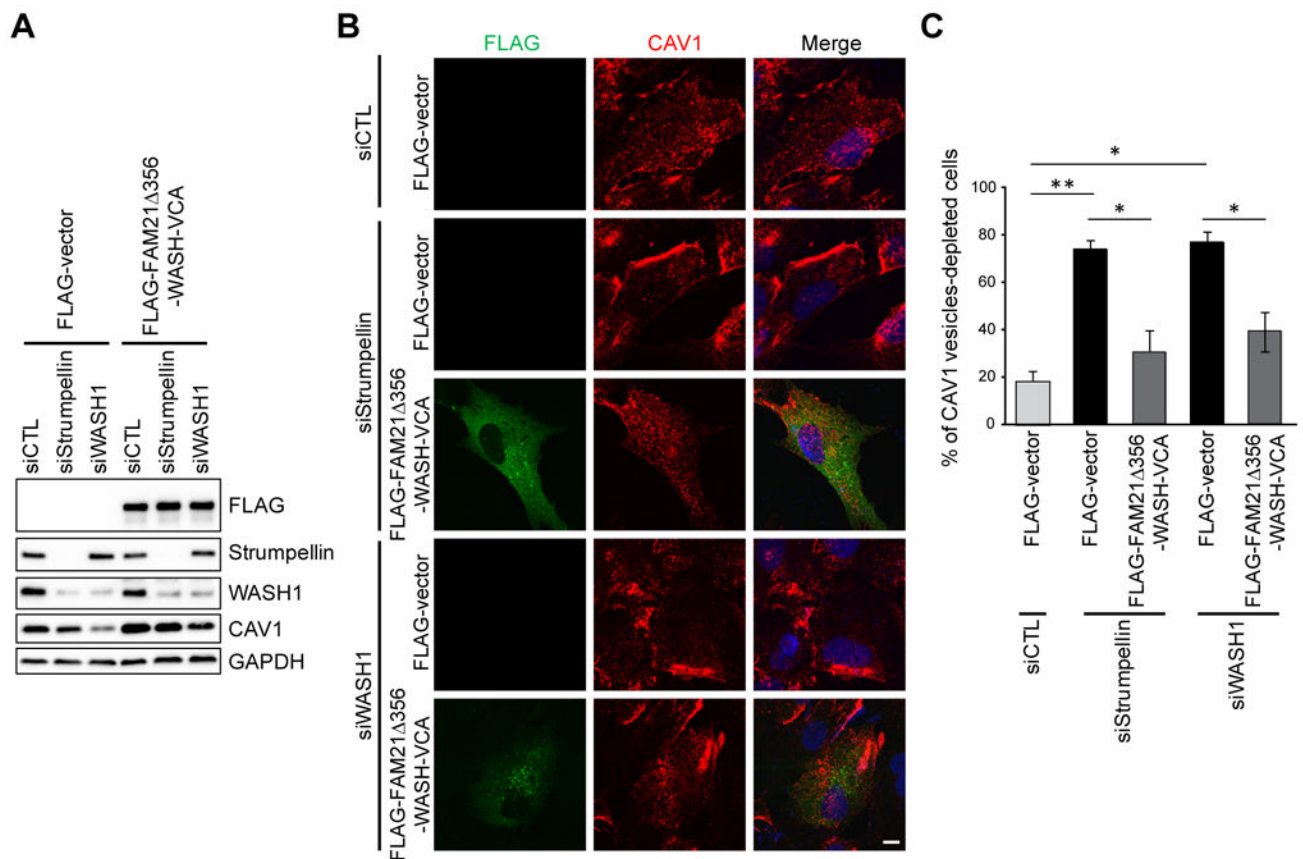 A
FLAG-vector
FLAG-FAM21Δ356
-WASH-VCA
siCTL
siStrumpellin
siWASH1
siCTL
siStrumpellin
siWASH1
FLAG
Strumpellin
WASH1
CAV1
GAPDH
B
FLAG
CAV1
Merge
siCTL
FLAG-vector
siStrumpellin
FLAG-vector
FLAG-FAM21Δ356
-WASH-VCA
siWASH1
FLAG-vector
FLAG-FAM21Δ356
-WASH-VCA
C
% of CAV1 vesicles-depleted cells
100
80
60
40
20
0
*
**
*
*
FLAG-vector
FLAG-vector
FLAG-FAM21Δ356
-WASH-VCA
FLAG-vector
FLAG-FAM21Δ356
-WASH-VCA
siCTL
siStrumpellin
siWASH1